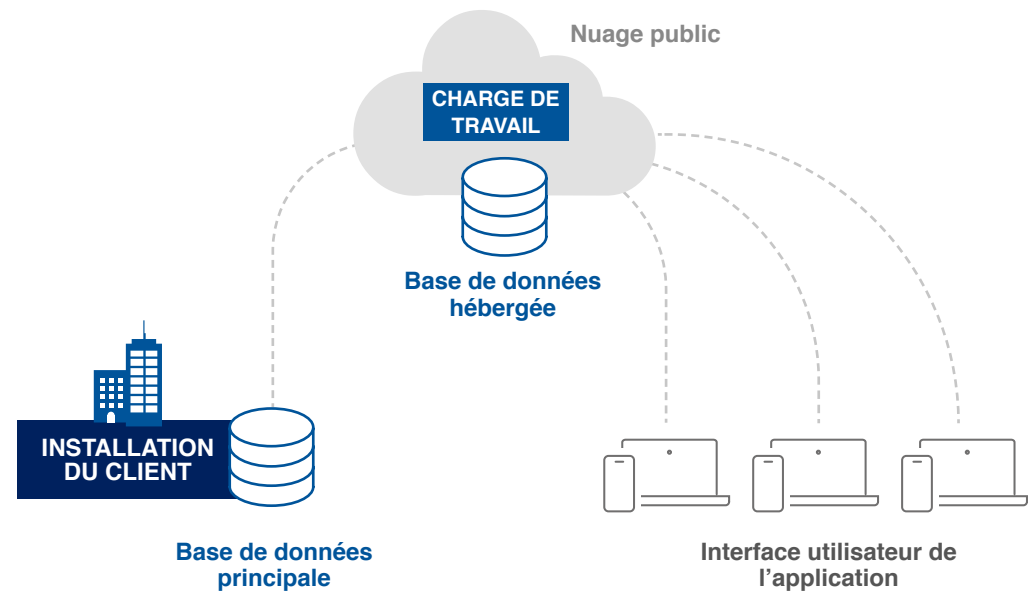 Nuage public
CHARGE DE
TRAVAIL
Base de données
hébergée
INSTALLATION
DU CLIENT
Base de données
principale
Interface utilisateur de
l’application